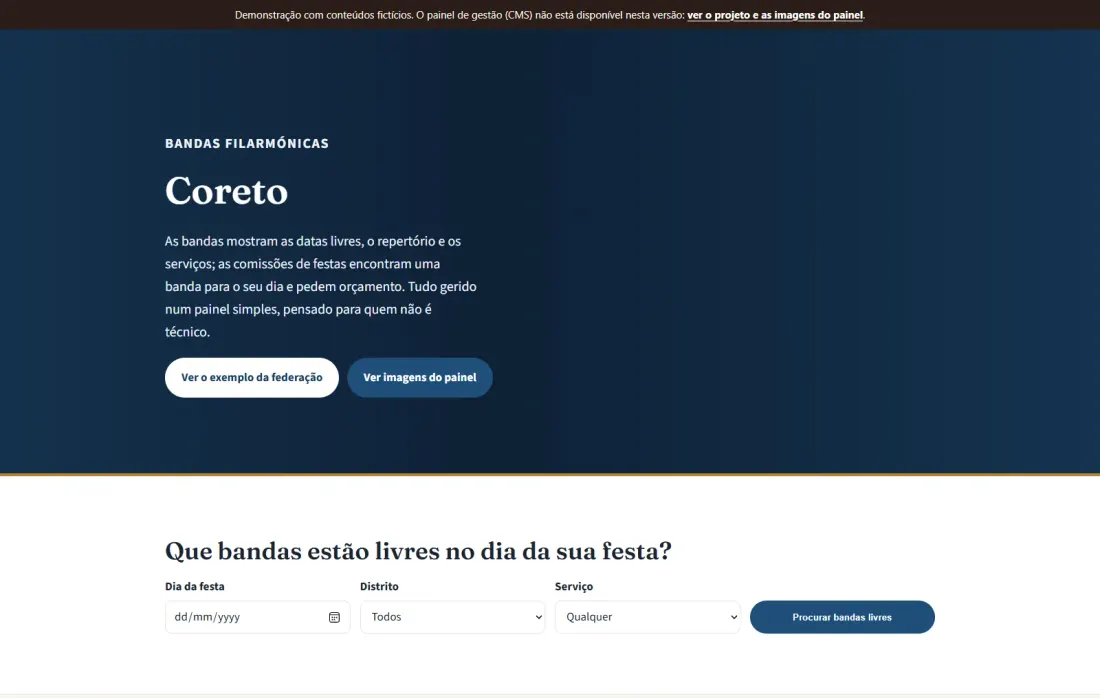 Demonstração com conteúdos fictícios. O painel de gestão (CMS) não está disponível nesta versão: ver o projeto e as imagens do painel.
BANDAS FILARMÓNICAS
Coreto
As bandas mostram as datas livres, o repertório e os
serviços; as comissões de festas encontram uma
banda para o seu dia e pedem orçamento. Tudo gerido
num painel simples, pensado para quem não é
técnico.
Ver o exemplo da federação
Ver imagens do painel
Que bandas estão livres no dia da sua festa?
Dia da festa
Distrito
Serviço
dd/mm/yyyy
Todos
Qualquer
Procurar bandas livres